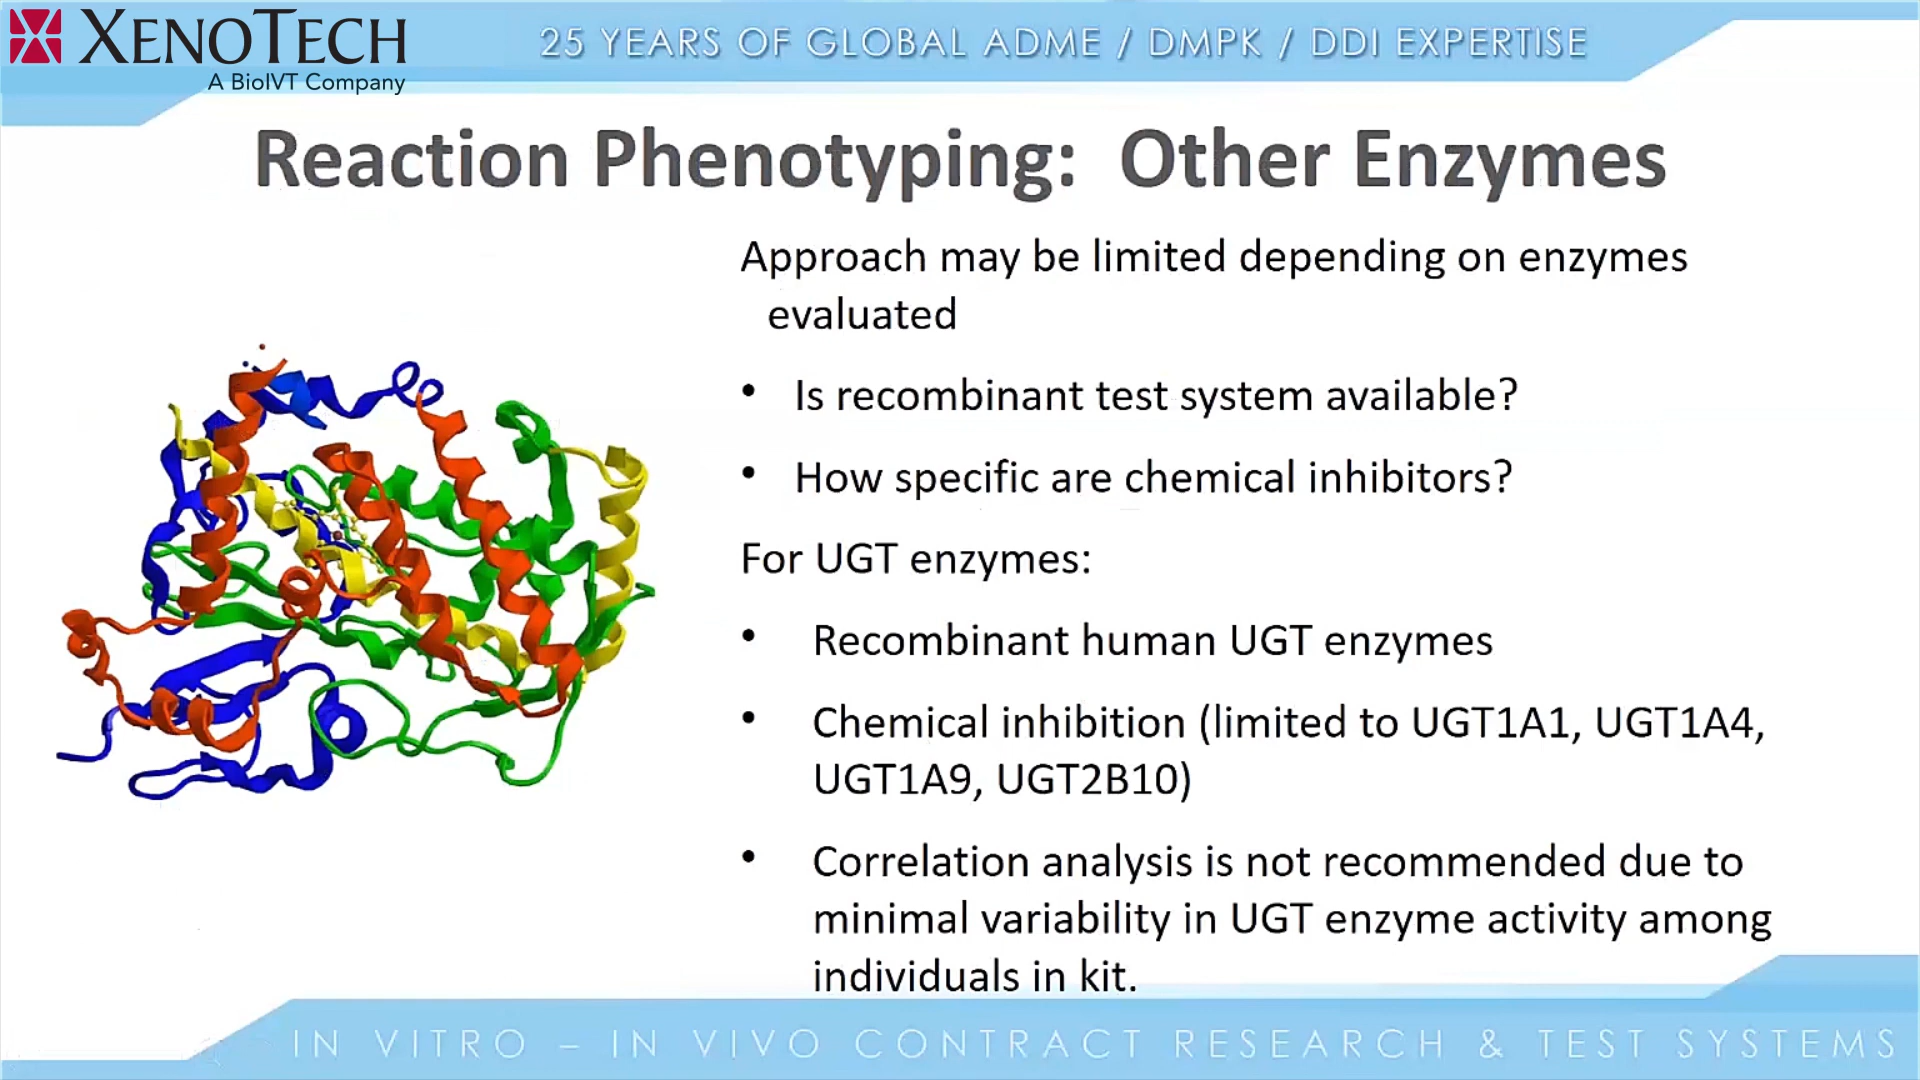 XENOTECH
A BioIVT Company
25 YEARS OF GLOBAL ADME / DMPK / DDI EXPERTISE
Reaction Phenotyping: Other Enzymes
Approach may be limited depending on enzymes
evaluated
• Is recombinant test system available?
• How specific are chemical inhibitors?
For UGT enzymes:
• Recombinant human UGT enzymes
• Chemical inhibition (limited to UGT1A1, UGT1A4,
UGT1A9, UGT2B10)
• Correlation analysis is not recommended due to
minimal variability in UGT enzyme activity among
individuals in kit.
IN VITRO – IN VIVO CONTRACT RESEARCH & TEST SYSTEMS